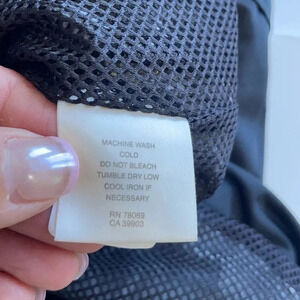 MACHINE WASH
COLD
DO NOT BLEACH
TUMBLE DRY LOW
COOL IRON IF
NECESSARY
RN 78069
CA 39903